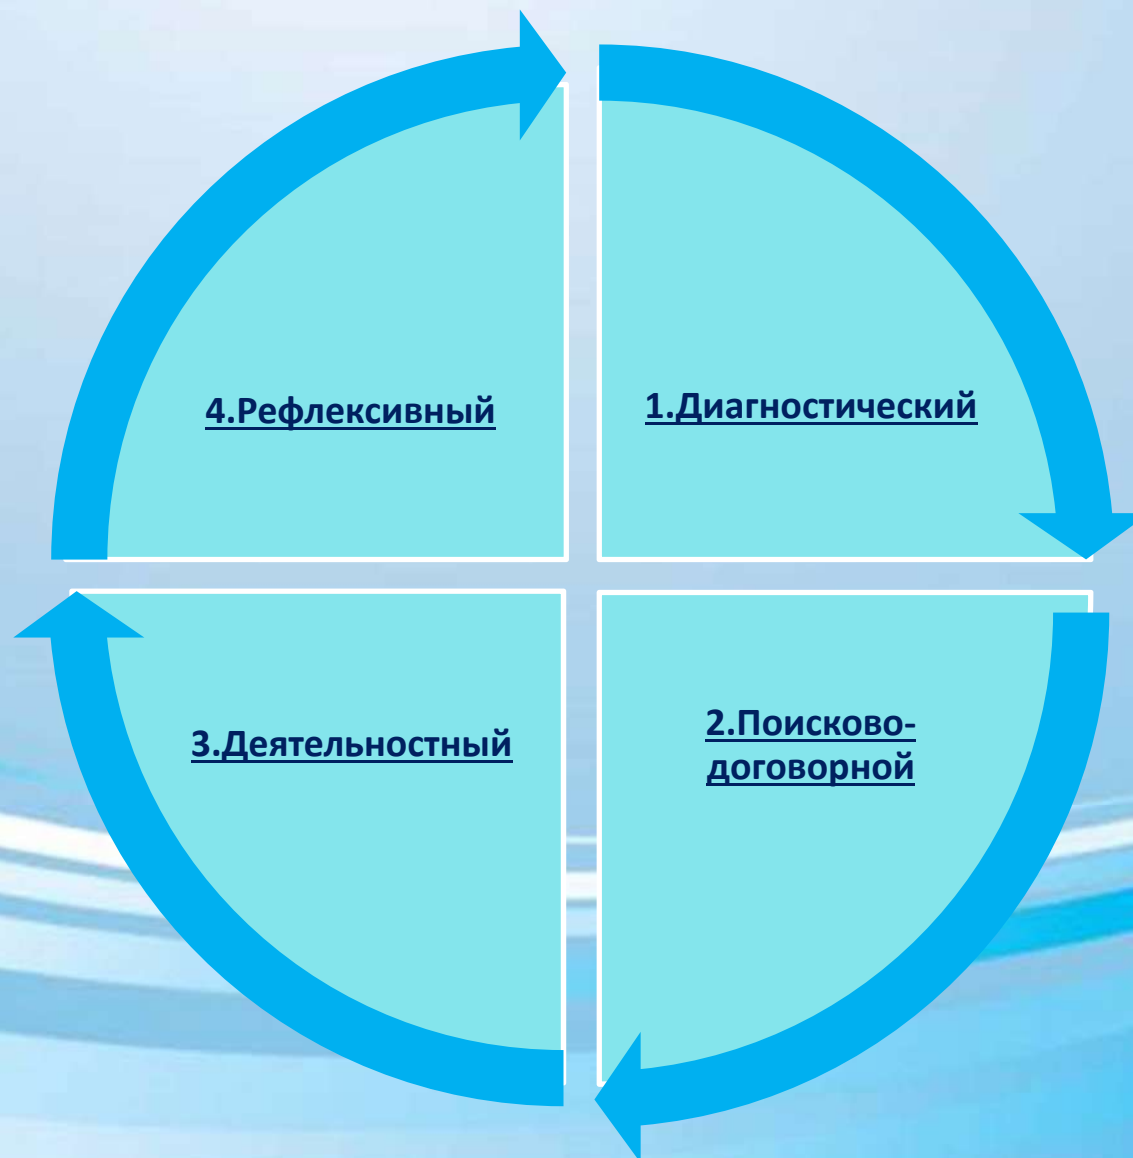 4.Рефлексивный
1.Диагностический
3.Деятельностный
2.Поисково-
договорной